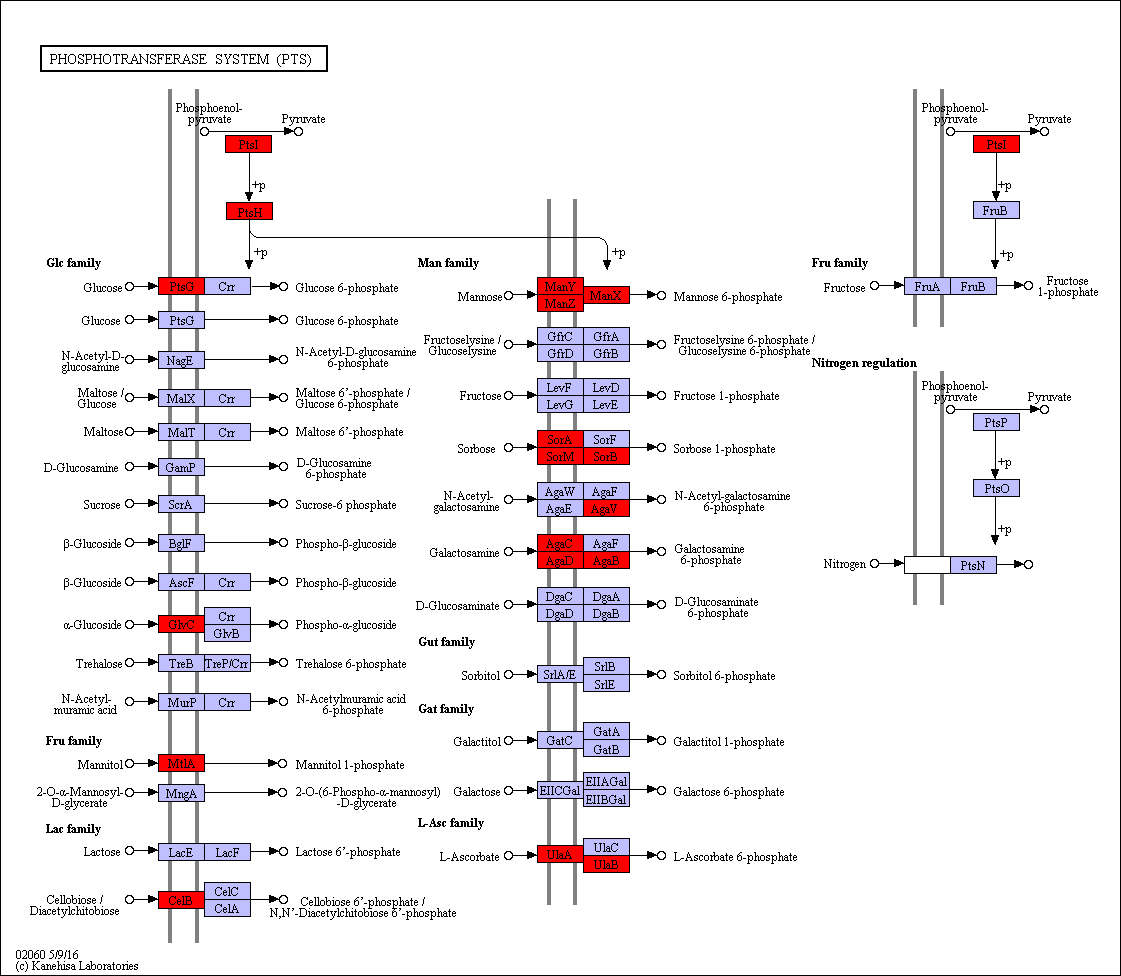 PHOSPHOTRANSFERASE SYSTEM (PTS)
Phosphoenol-
pyruvate
Pyruvate
PtsI
+p
PtsH
+p
+p
Glc family
Glucose
PtsG
Crr
Glucose 6-phosphate
Glucose
PtsG
Glucose 6-phosphate
N-Acetyl-D-
glucosamine
NagE
N-Acetyl-D-glucosamine
6-phosphate
Maltose /
Glucose
MalX
Crr
Maltose 6'-phosphate /
Glucose 6-phosphate
Maltose
MalT
Crr
Maltose 6'-phosphate
D-Glucosamine
GamP
D-Glucosamine
6-phosphate
Sucrose
ScrA
Sucrose-6 phosphate
β-Glucoside
BglF
Phospho-β-glucoside
β-Glucoside
AscF
Crr
Phospho-β-glucoside
α-Glucoside
GlvC
Crr
GlvB
Phospho-α-glucoside
Trehalose
TreB
TreP/Crr
Trehalose 6-phosphate
N-Acetyl-
muramic acid
MurP
Crr
N-Acetylmuramic acid
6-phosphate
Fru family
Mannitol
MtlA
Mannitol 1-phosphate
2-O-α-Mannosyl-
D-glycerate
MngA
2-O-(6-Phospho-α-mannosyl)
-D-glycerate
Lac family
Lactose
LacE
LacF
Lactose 6'-phosphate
Cellobiose /
Diacetylchitobiose
CelB
CelC
CelA
Cellobiose 6'-phosphate /
N,N'-Diacetylchitobiose 6'-phosphate
Man family
Mannose
ManY
ManZ
ManX
Mannose 6-phosphate
Fructoselysine /
Glucoselysine
GfrC
GfrA
GfrD
GfrB
Fructoselysine 6-phosphate /
Glucoselysine 6-phosphate
Fructose
LevF
LevD
LevG
LevE
Fructose 1-phosphate
Sorbose
SorA
SorF
SorM
SorB
Sorbose 1-phosphate
N-Acetyl-
galactosamine
AgaW
AgaF
AgaE
AgaV
N-Acetyl-galactosamine
6-phosphate
Galactosamine
AgaC
AgaF
AgaD
AgaB
Galactosamine
6-phosphate
D-Glucosaminate
DgaC
DgaA
DgaD
DgaB
D-Glucosaminate
6-phosphate
Gut family
Sorbitol
SrlA/E
SrlB
SrlE
Sorbitol 6-phosphate
Gat family
Galactitol
GatC
GatA
GatB
Galactitol 1-phosphate
Galactose
EIICGal
EIIAGal
EIIBGal
Galactose 6-phosphate
L-Asc family
L-Ascorbate
UlaA
UlaC
UlaB
L-Ascorbate 6-phosphate
Phosphoenol-
pyruvate
Pyruvate
PtsI
+p
FruB
+p
Fru family
Fructose
FruA
FruB
Fructose
1-phosphate
Nitrogen regulation
Phosphoenol-
pyruvate
Pyruvate
PtsP
+p
PtsO
+p
Nitrogen
PtsN
02060 5/9/16
(c) Kanehisa Laboratories